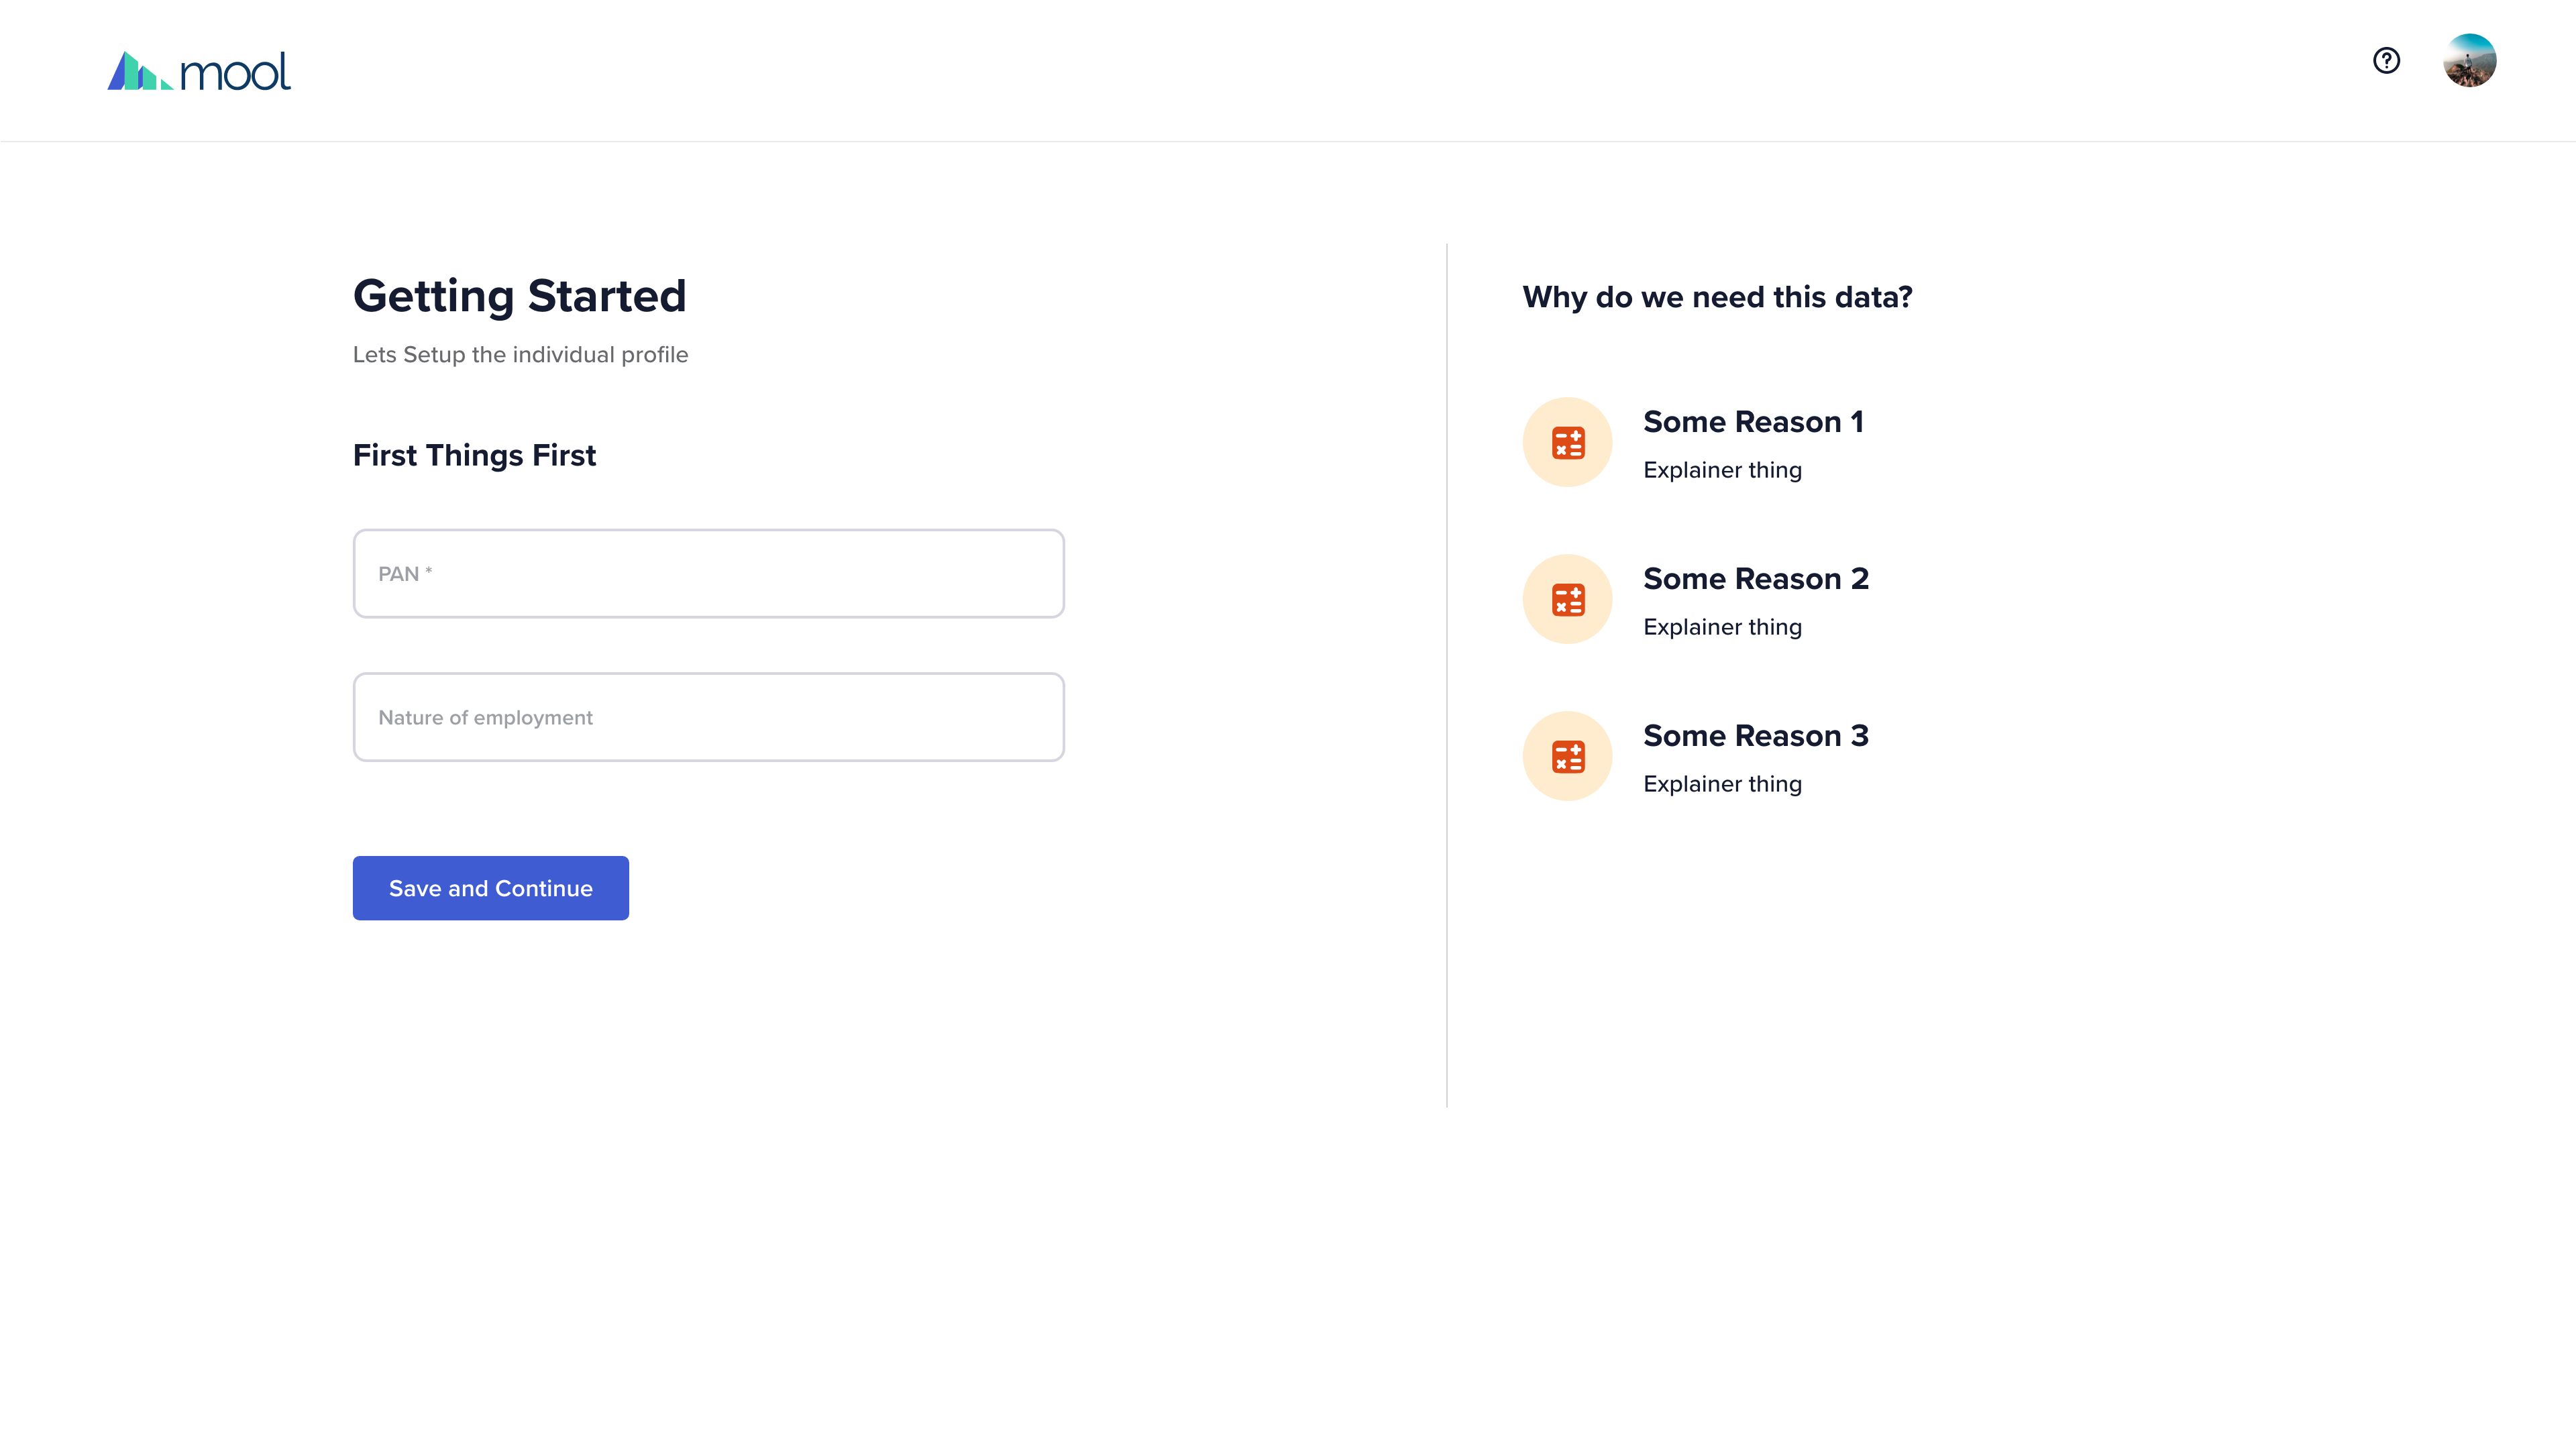 mool
Getting Started
Lets Setup the individual profile
First Things First
PAN *
Nature of employment
Save and Continue
Why do we need this data?
Some Reason 1
Explainer thing
Some Reason 2
Explainer thing
Some Reason 3
Explainer thing